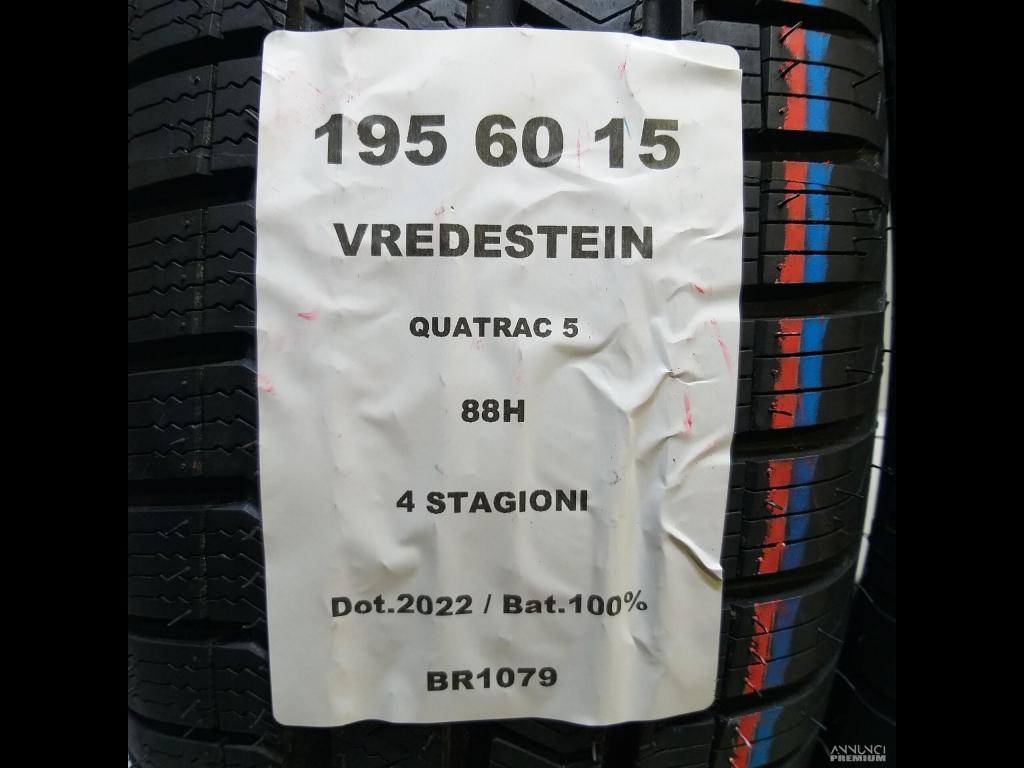 195 60 15
VREDESTEIN
QUATRAC 5
88H
4 STAGIONI
Dot.2022 / Bat.100%
BR1079
ANNUNCI
PREMIUM